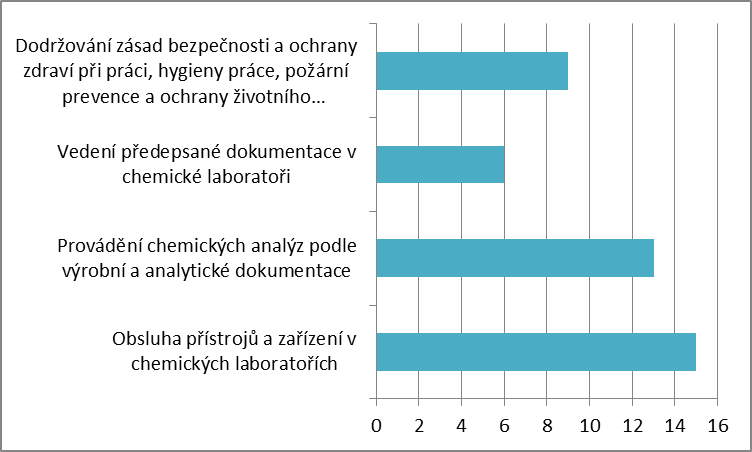 Dodržování zásad bezpečnosti a ochrany
zdraví při práci, hygieny práce, požární
prevence a ochrany životního…
Vedení předepsané dokumentace v
chemické laboratoři
Provádění chemických analýz podle
výrobní a analytické dokumentace
Obsluha přístrojů a zařízení v
chemických laboratořích
0 2 4 6 8 10 12 14 16